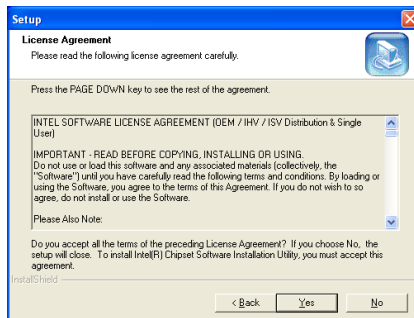 Setup
License Agreement
Please read the following license agreement carefully.
Press the PAGE DOWN key to see the rest of the agreement.
INTEL SOFTWARE LICENSE AGREEMENT (OEM / IHV / ISV Distribution & Single
User)
IMPORTANT - READ BEFORE COPYING, INSTALLING OR USING.
Do not use or load this software and any associated materials (collectively, the
"Software") until you have carefully read the following terms and conditions. By loading or
using the Software, you agree to the terms of this Agreement. If you do not wish to so
agree, do not install or use the Software.
Please Also Note:
Do you accept all the terms of the preceding License Agreement? If you choose No, the
setup will close. To install Intel(R) Chipset Software Installation Utility, you must accept this
agreement.
InstallShield
< Back Yes No